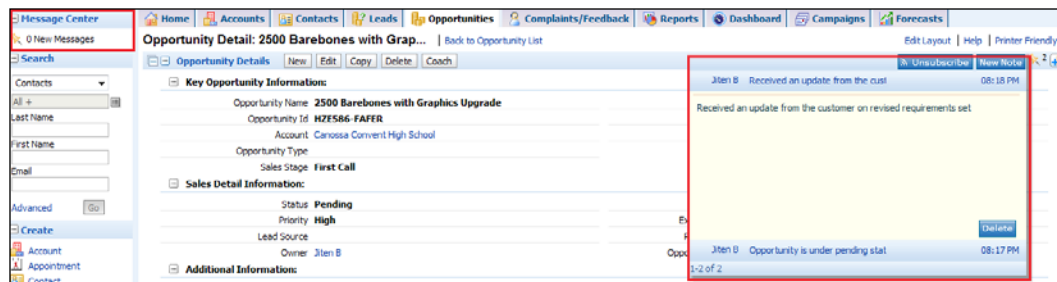 Message Center
0 New Messages
Search
Contacts
All +
Last Name
First Name
Email
Advanced Go
Create
Account
Appointment
Contact
Home Accounts Contacts Leads Opportunities Complaints/Feedback Reports Dashboard Campaigns Forecasts
Opportunity Detail: 2500 Barebones with Grap... | Back to Opportunity List
Edit Layout | Help | Printer Friendly
Opportunity Details New Edit Copy Delete Coach
Key Opportunity Information:
Opportunity Name 2500 Barebones with Graphics Upgrade
Opportunity Id HZE586-FAFER
Account Canossa Convent High School
Opportunity Type
Sales Stage First Call
Sales Detail Information:
Status Pending
Priority High
Lead Source
Owner Jiten B
Additional Information:
Ex
Oppo
Unsubscribe New Note 2
Jiten B Received an update from the cust 08:18 PM
Received an update from the customer on revised requirements set
Delete
Jiten B Opportunity is under pending stat 08:17 PM
1-2 of 2